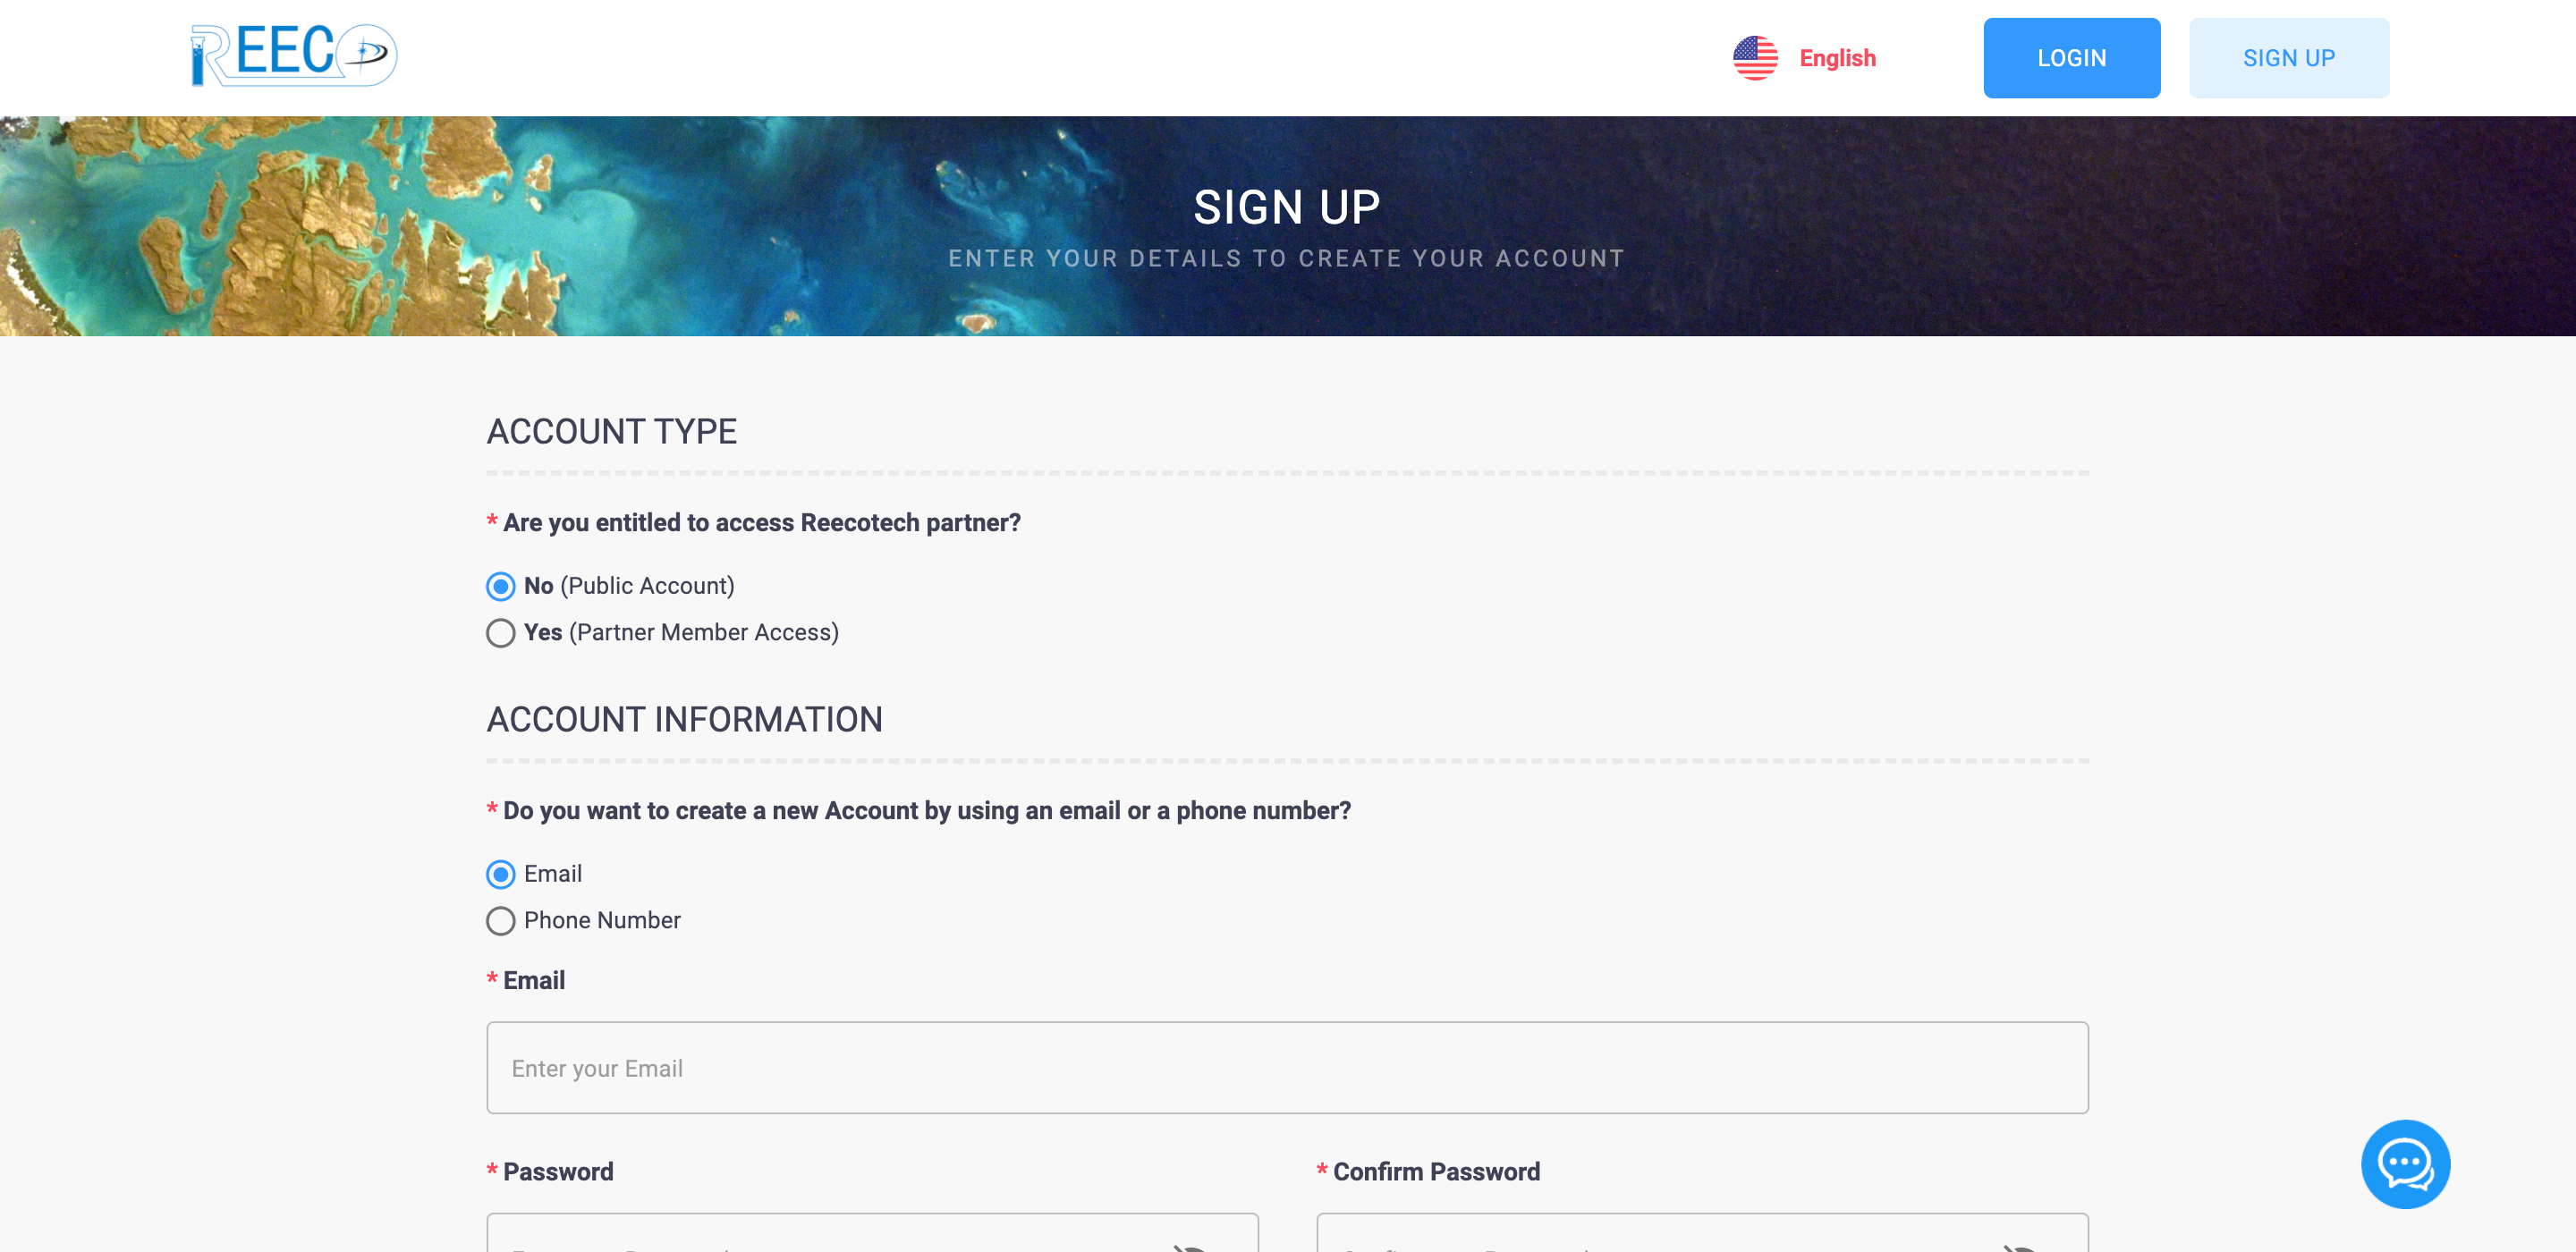 REECO
English
LOGIN
SIGN UP
SIGN UP
ENTER YOUR DETAILS TO CREATE YOUR ACCOUNT
ACCOUNT TYPE
* Are you entitled to access Reecotech partner?
No (Public Account)
Yes (Partner Member Access)
ACCOUNT INFORMATION
* Do you want to create a new Account by using an email or a phone number?
Email
Phone Number
* Email
Enter your Email
* Password
* Confirm Password